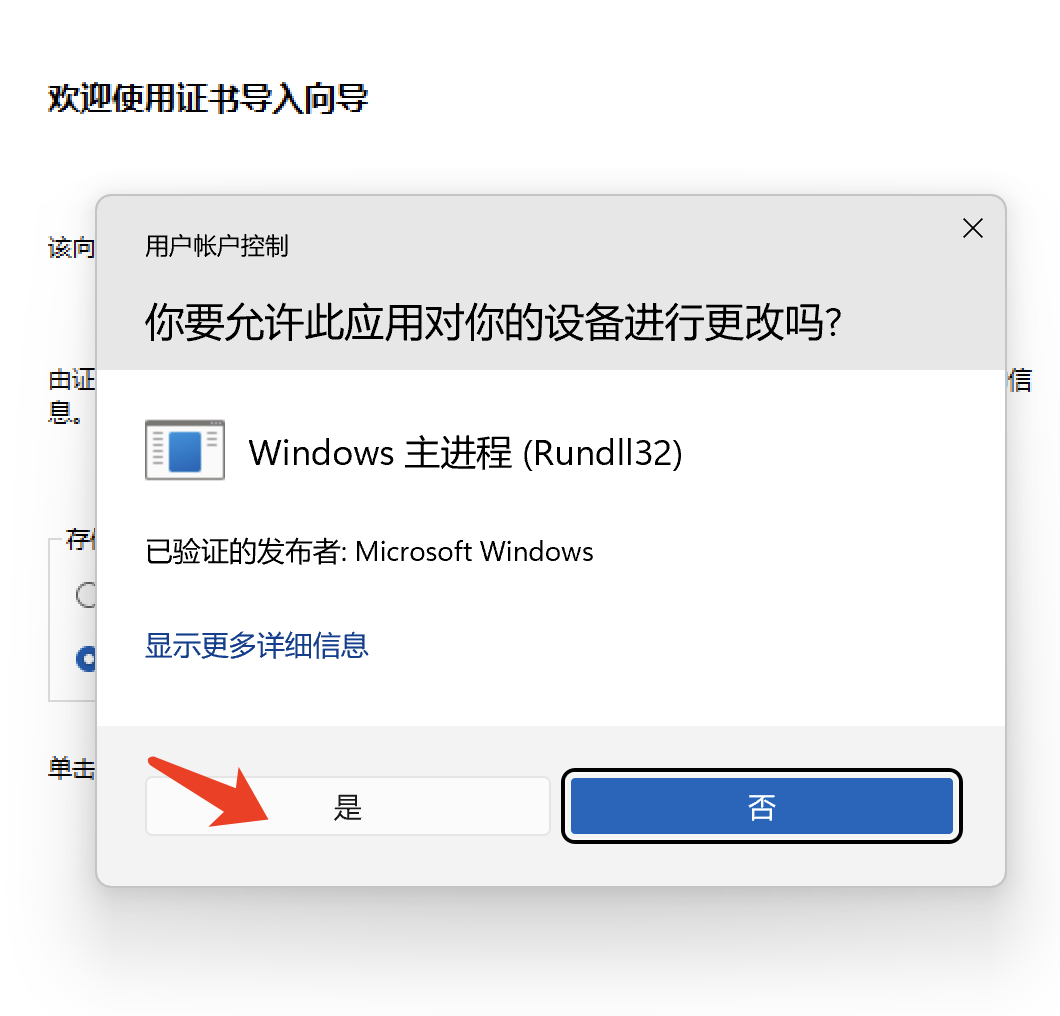 欢迎使用证书导入向导
用户帐户控制
该向
你要允许此应用对你的设备进行更改吗?
由证
信
息。
Windows 主进程 (Rundll32)
存
已验证的发布者: Microsoft Windows
显示更多详细信息
单击
是
否